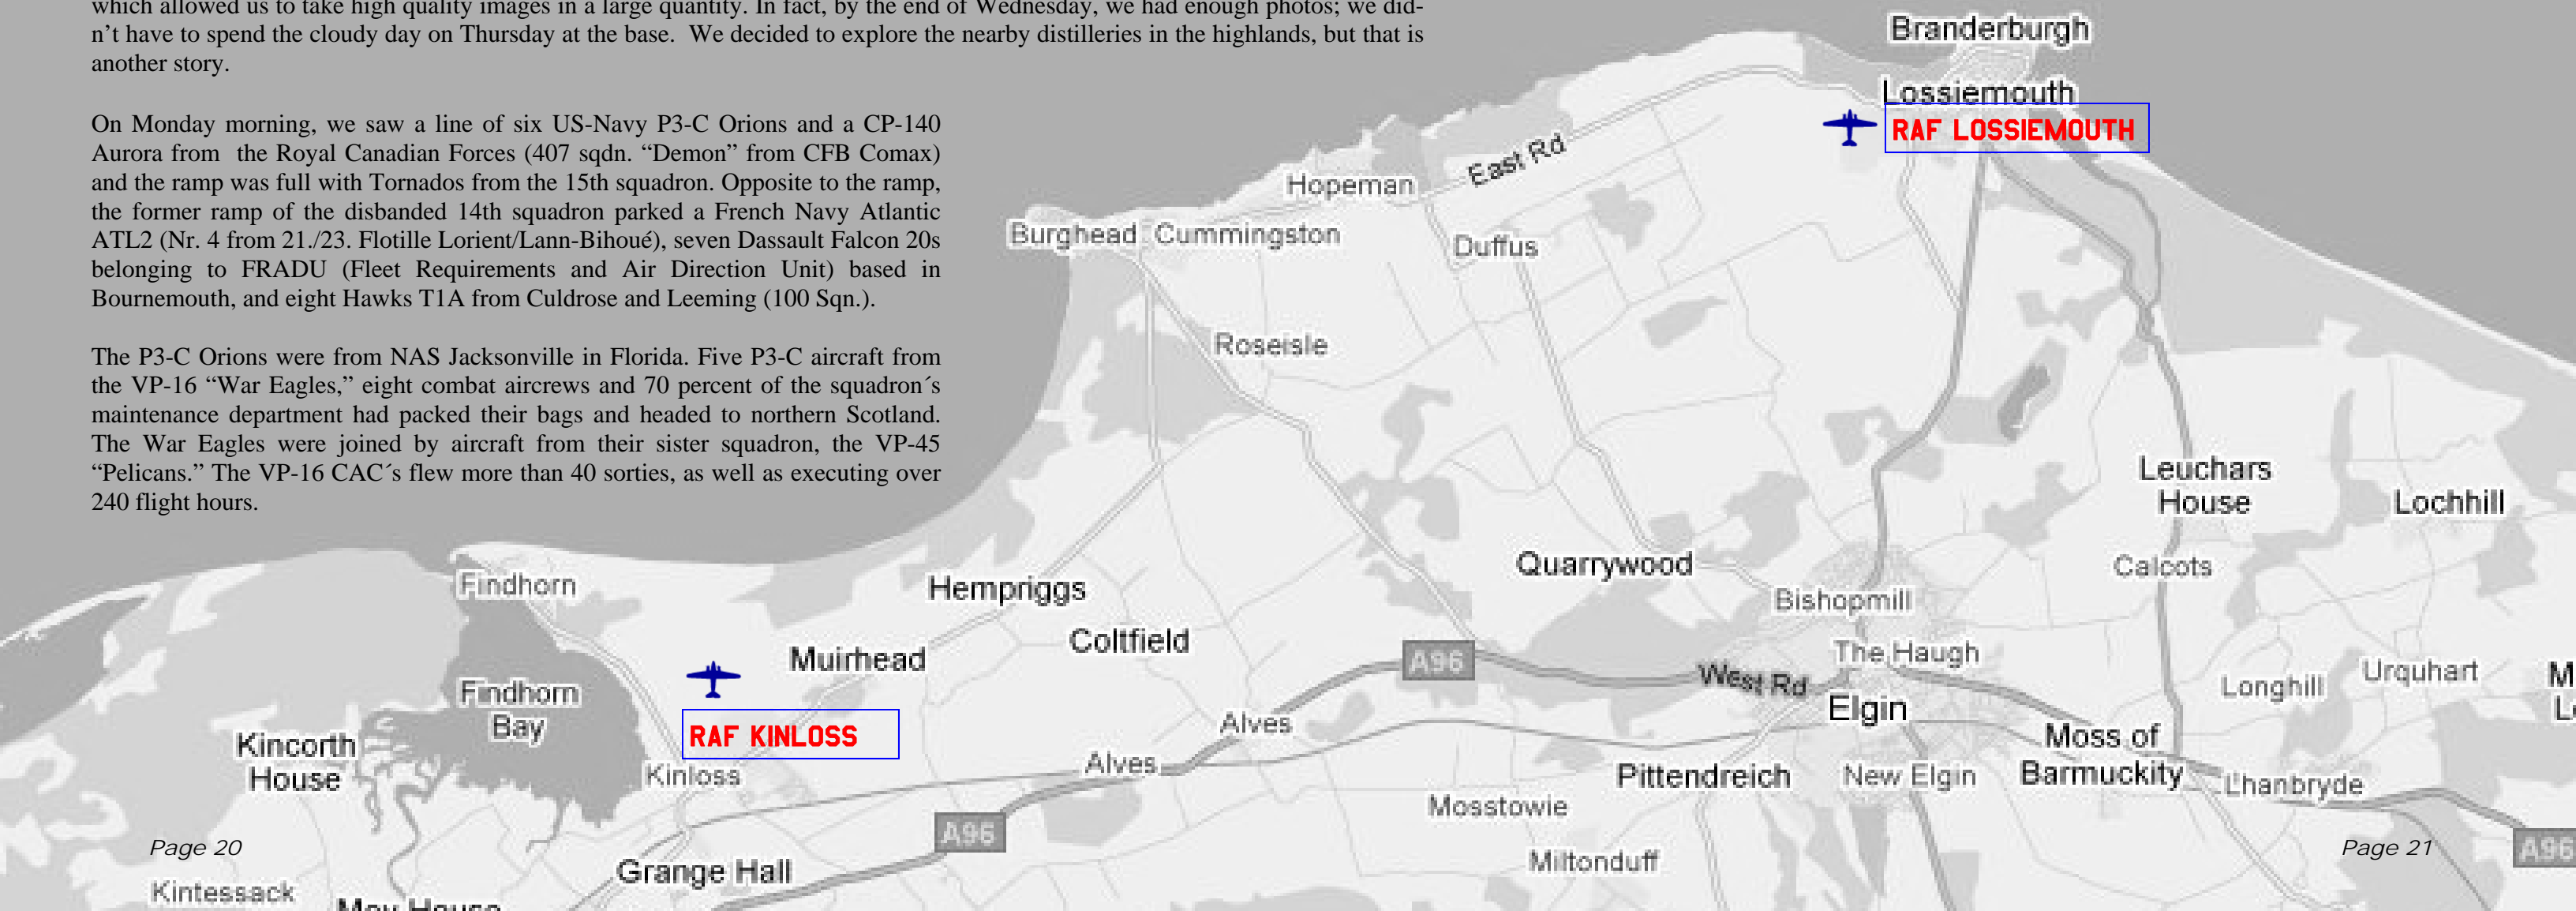 which allowed us to take high quality images in a large quantity. In fact, by the end of Wednesday, we had enough photos; we did-
n't have to spend the cloudy day on Thursday at the base.  We decided to explore the nearby distilleries in the highlands, but that is
another story.
On Monday morning, we saw a line of six US-Navy P3-C Orions and a CP-140
Aurora from  the Royal Canadian Forces (407 sqdn. “Demon” from CFB Comax)
and the ramp was full with Tornados from the 15th squadron. Opposite to the ramp,
the former ramp of the disbanded 14th squadron parked a French Navy Atlantic
ATL2 (Nr. 4 from 21./23. Flotille Lorient/Lann-Bihoué), seven Dassault Falcon 20s
belonging to FRADU (Fleet Requirements and Air Direction Unit) based in
Bournemouth, and eight Hawks T1A from Culdrose and Leeming (100 Sqn.).
The P3-C Orions were from NAS Jacksonville in Florida. Five P3-C aircraft from
the VP-16 “War Eagles,” eight combat aircrews and 70 percent of the squadron´s
maintenance department had packed their bags and headed to northern Scotland.
The War Eagles were joined by aircraft from their sister squadron, the VP-45
“Pelicans.” The VP-16 CAC´s flew more than 40 sorties, as well as executing over
240 flight hours.
Branderburgh
Lossiemouth
RAF LOSSIEMOUTH
East Rd
Hopeman
Burghead
Cummingston
Duffus
Roseisle
Leuchars
House
Lochhill
Quarrywood
Calcots
Findhorn
Hempriggs
Bishopmill
Coltfield
Muirhead
A96
The Haugh
West Rd
Urquhart
Longhill
Findhorn
Bay
Elgin
RAF KINLOSS
Alves
Moss of
Barmuckity
Kincorth
House
Kinloss
Alves
Pittendreich
New Elgin
Lhanbryde
Mosstowie
A96
Page 20
Page 21
A96
Miltonduff
Grange Hall
Kintessack